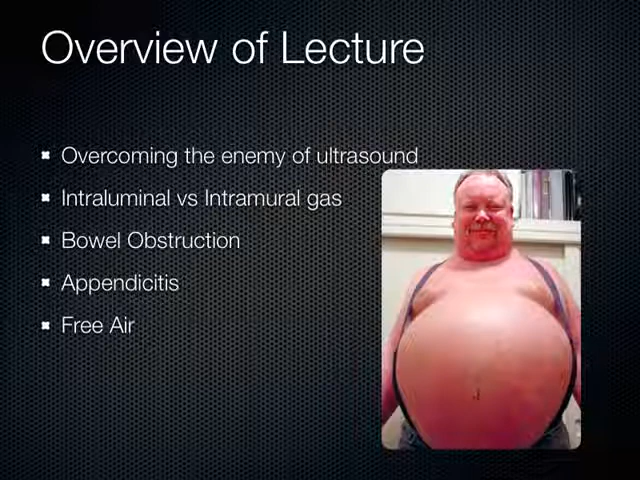 Overview of Lecture
Overcoming the enemy of ultrasound
Intraluminal vs Intramural gas
Bowel Obstruction
Appendicitis
Free Air